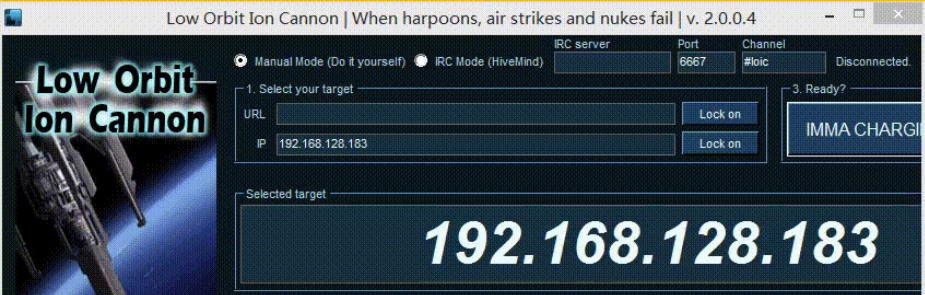 Low Orbit Ion Cannon | When harpoons, air strikes and nukes fail | v. 2.0.0.4
Low Orbit
Ion Cannon
IRC server Port Channel
Manual Mode (Do it yourself) IRC Mode (HiveMind) 6667 #loic Disconnected.
1. Select your target
URL Lock on
IP 192.168.128.183 Lock on
3. Ready?
IMMA CHARGI
Selected target
192.168.128.183